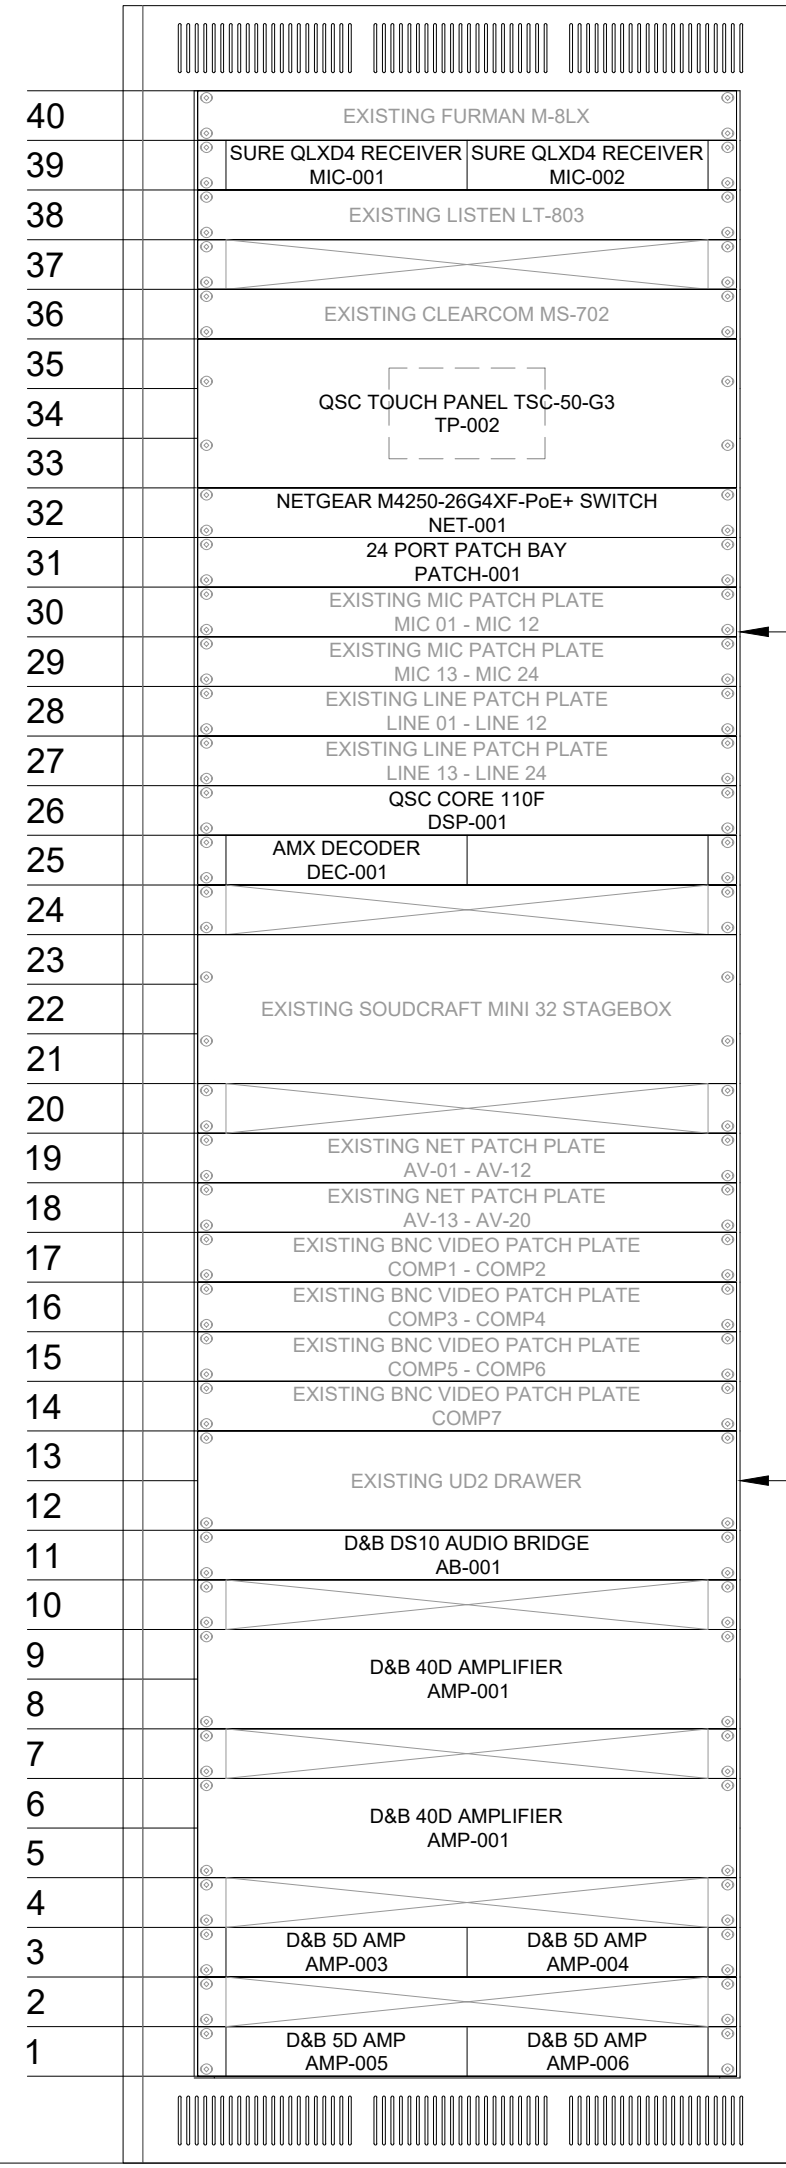 40
EXISTING FURMAN M-8LX
39
SURE QLXD4 RECEIVER SURE QLXD4 RECEIVER
MIC-001 MIC-002
38
EXISTING LISTEN LT-803
37
36
EXISTING CLEARCOM MS-702
35
34
QSC TOUCH PANEL TSC-50-G3
TP-002
33
32
NETGEAR M4250-26G4XF-PoE+ SWITCH
NET-001
31
24 PORT PATCH BAY
PATCH-001
30
EXISTING MIC PATCH PLATE
MIC 01 - MIC 12
29
EXISTING MIC PATCH PLATE
MIC 13 - MIC 24
28
EXISTING LINE PATCH PLATE
LINE 01 - LINE 12
27
EXISTING LINE PATCH PLATE
LINE 13 - LINE 24
26
QSC CORE 110F
DSP-001
25
AMX DECODER
DEC-001
24
23
22
EXISTING SOUDCRAFT MINI 32 STAGEBOX
21
20
19
EXISTING NET PATCH PLATE
AV-01 - AV-12
18
EXISTING NET PATCH PLATE
AV-13 - AV-20
17
EXISTING BNC VIDEO PATCH PLATE
COMP1 - COMP2
16
EXISTING BNC VIDEO PATCH PLATE
COMP3 - COMP4
15
EXISTING BNC VIDEO PATCH PLATE
COMP5 - COMP6
14
EXISTING BNC VIDEO PATCH PLATE
COMP7
13
EXISTING UD2 DRAWER
12
11
D&B DS10 AUDIO BRIDGE
AB-001
10
9
D&B 40D AMPLIFIER
AMP-001
8
7
6
D&B 40D AMPLIFIER
AMP-001
5
4
3
D&B 5D AMP D&B 5D AMP
AMP-003 AMP-004
2
1
D&B 5D AMP D&B 5D AMP
AMP-005 AMP-006